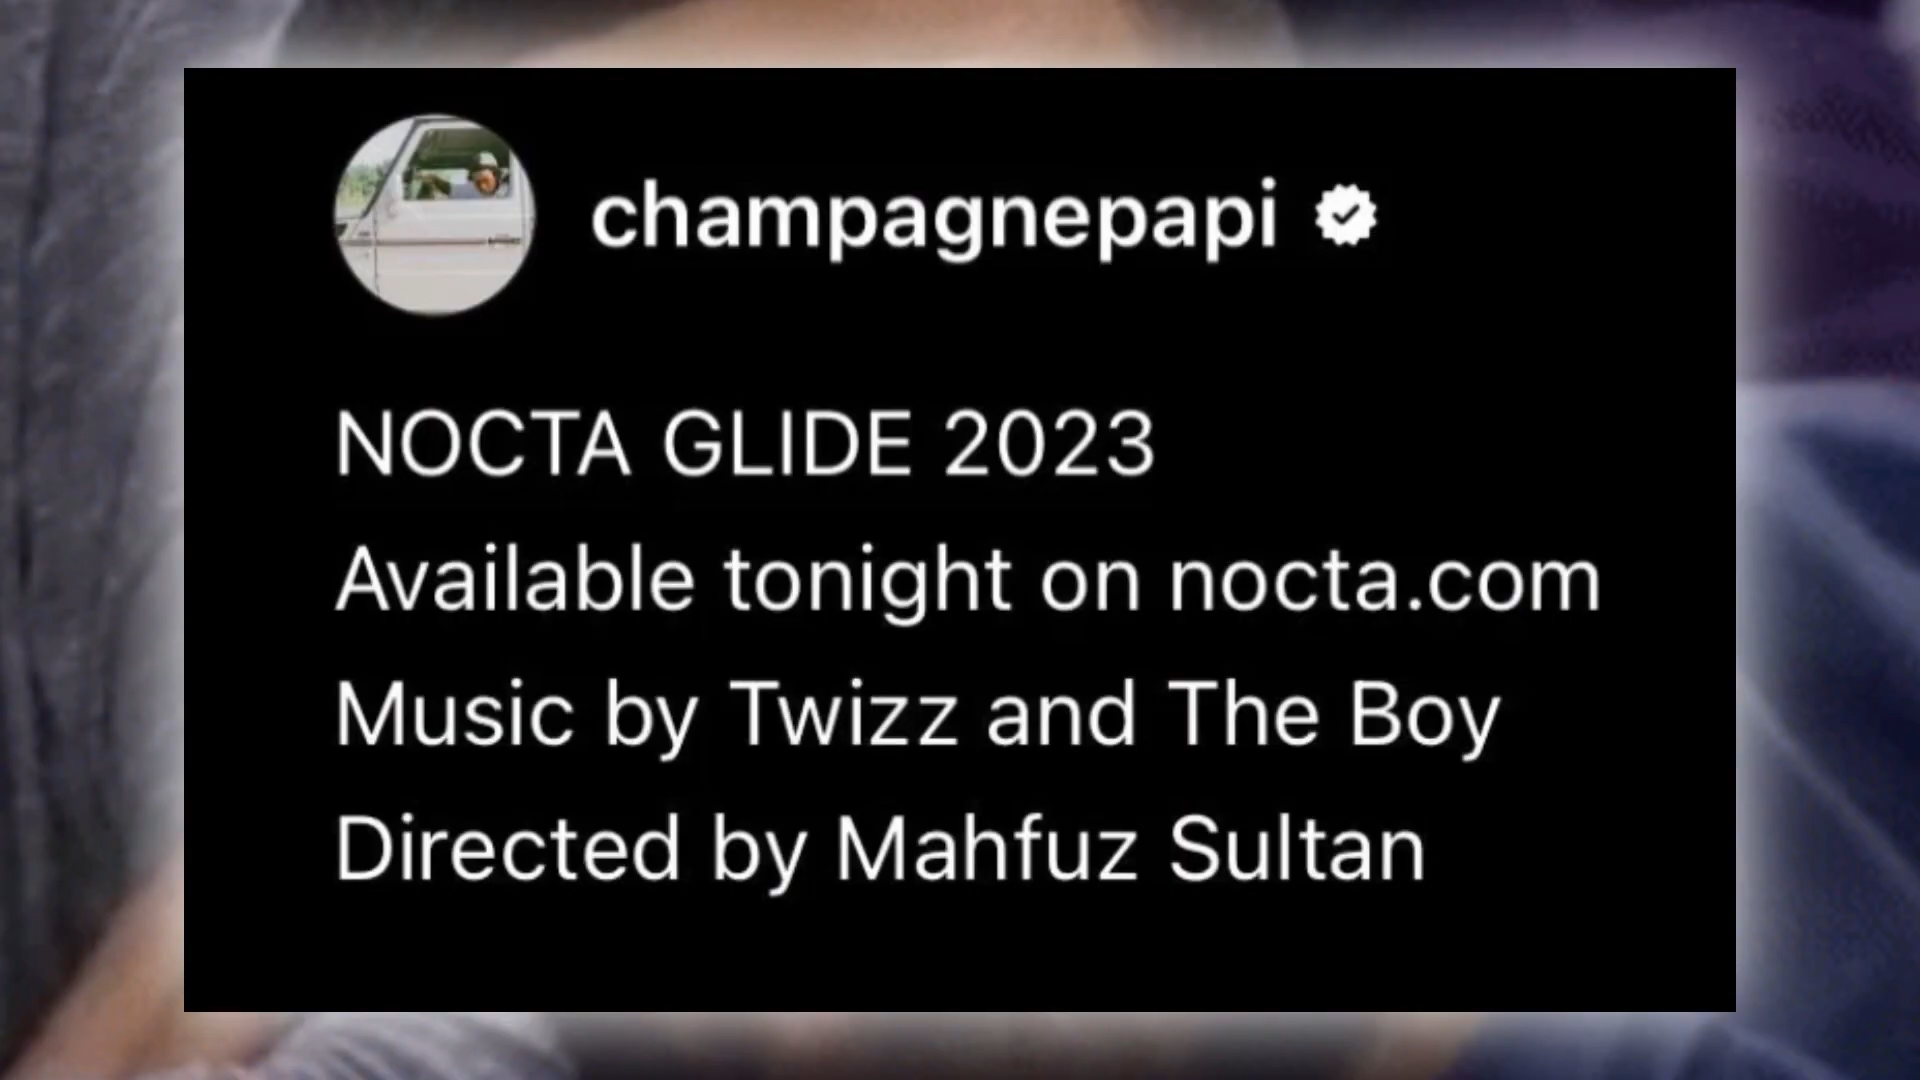 champagnepapi
NOCTA GLIDE 2023
Available tonight on nocta.com
Music by Twizz and The Boy
Directed by Mahfuz Sultan